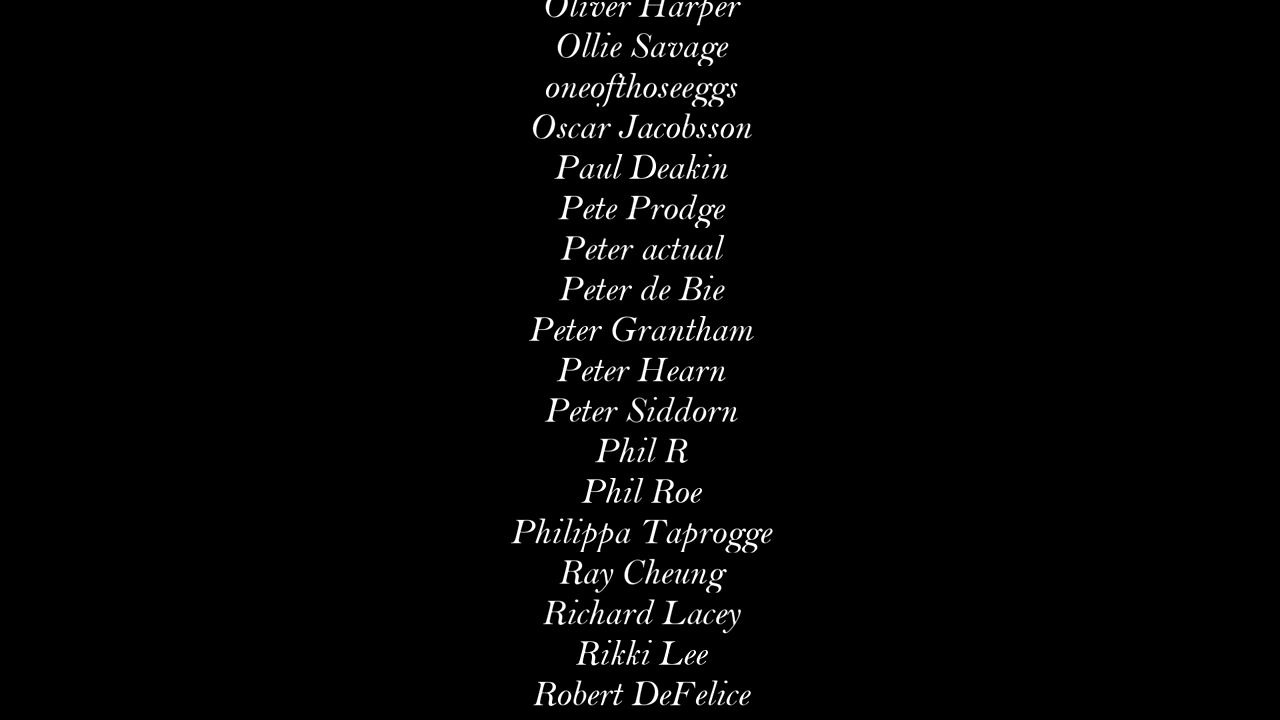 Oliver Harper
Ollie Savage
oneofthoseeggs
Oscar Jacobsson
Paul Deakin
Pete Prodge
Peter actual
Peter de Bie
Peter Grantham
Peter Hearn
Peter Siddorn
Phil R
Phil Roe
Philippa Taprogge
Ray Cheung
Richard Lacey
Rikki Lee
Robert DeFelice